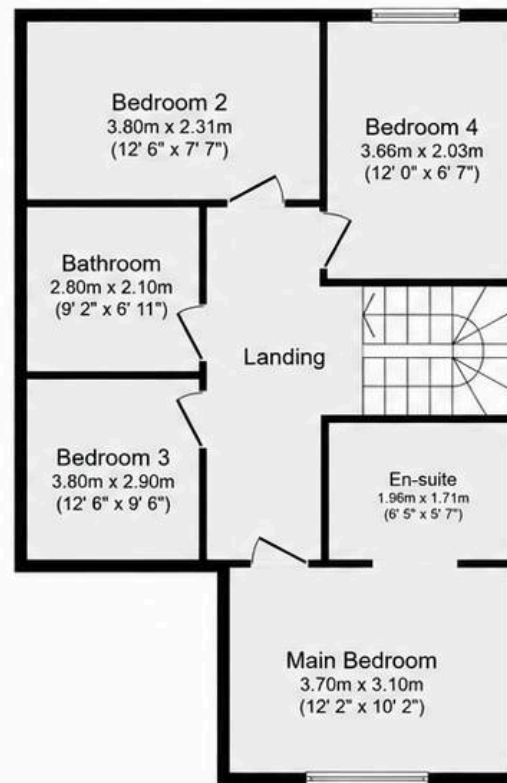 Bedroom 2
3.80m x 2.31m
(12' 6" x 7' 7")
Bedroom 4
3.66m x 2.03m
(12' 0" x 6' 7")
Bathroom
2.80m x 2.10m
(9' 2" x 6' 11")
Landing
Bedroom 3
3.80m x 2.90m
(12' 6" x 9' 6")
En-suite
1.96m x 1.71m
(6' 5" x 5' 7")
Main Bedroom
3.70m x 3.10m
(12' 2" x 10' 2")